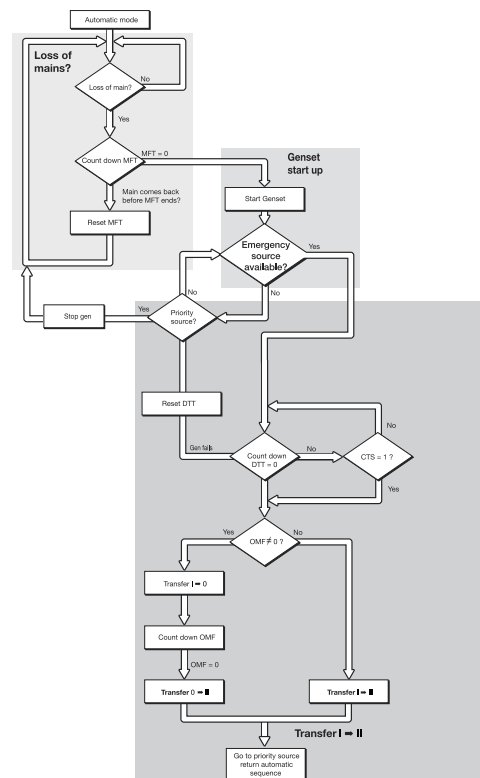 Automatic mode
Loss of
mains?
No
Loss of main?
Yes
MFT = 0
Count down MFT
Genset
start up
Main comes back
before MFT ends?
Start Genset
Reset MFT
Emergency
source
available?
Yes
No
No
Yes
Priority
source?
Stop gen
Reset DTT
No
Gen fails
Count down
DTT = 0
No
CTS = 1 ?
Yes
Yes
OMF ≠ 0 ?
No
Transfer I ➡ 0
Count down OMF
OMF = 0
Transfer 0 ➡ II
Transfer I ➡ II
Transfer I ➡ II
Go to priority source
return automatic
sequence